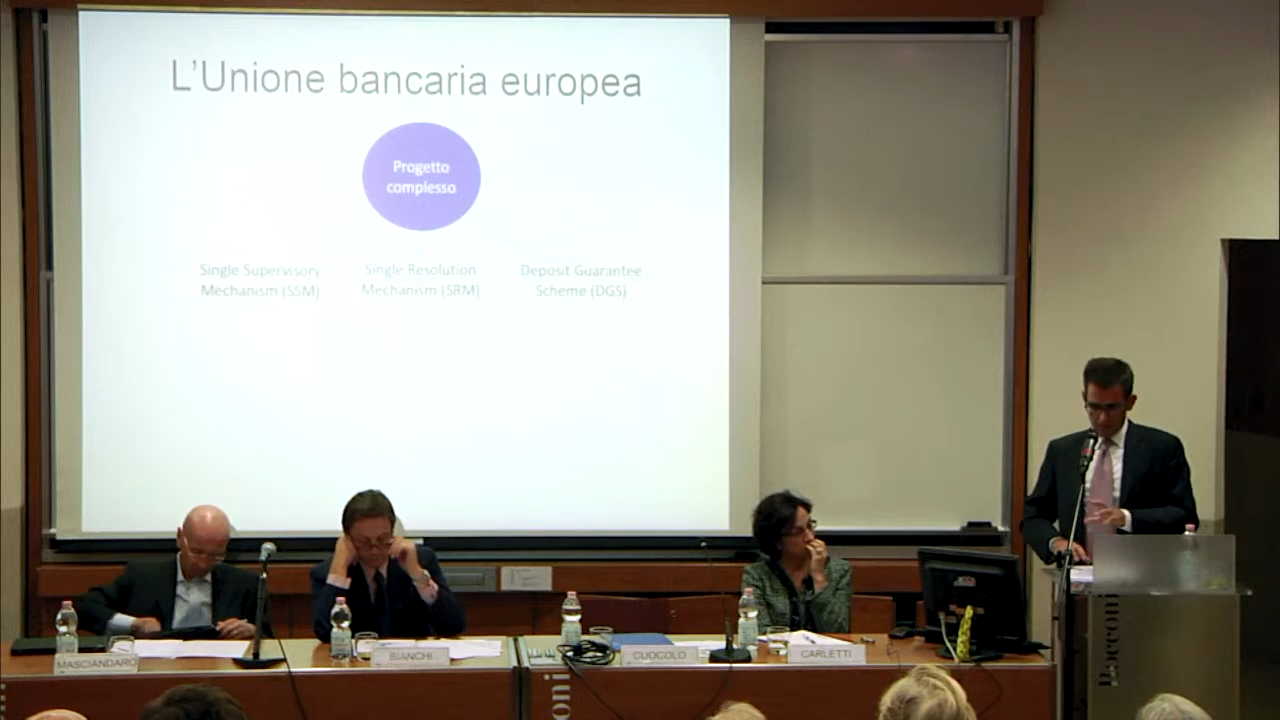 L'Unione bancaria europea
Progetto
complesso
Single Supervisory
Mechanism (SSM)
Single Resolution
Mechanism (SRM)
Deposit Guarantee
Scheme (DGS)
MASCIANDARO
BIANCHI
CUOCOLO
CARLETTI
oni
Bocconi